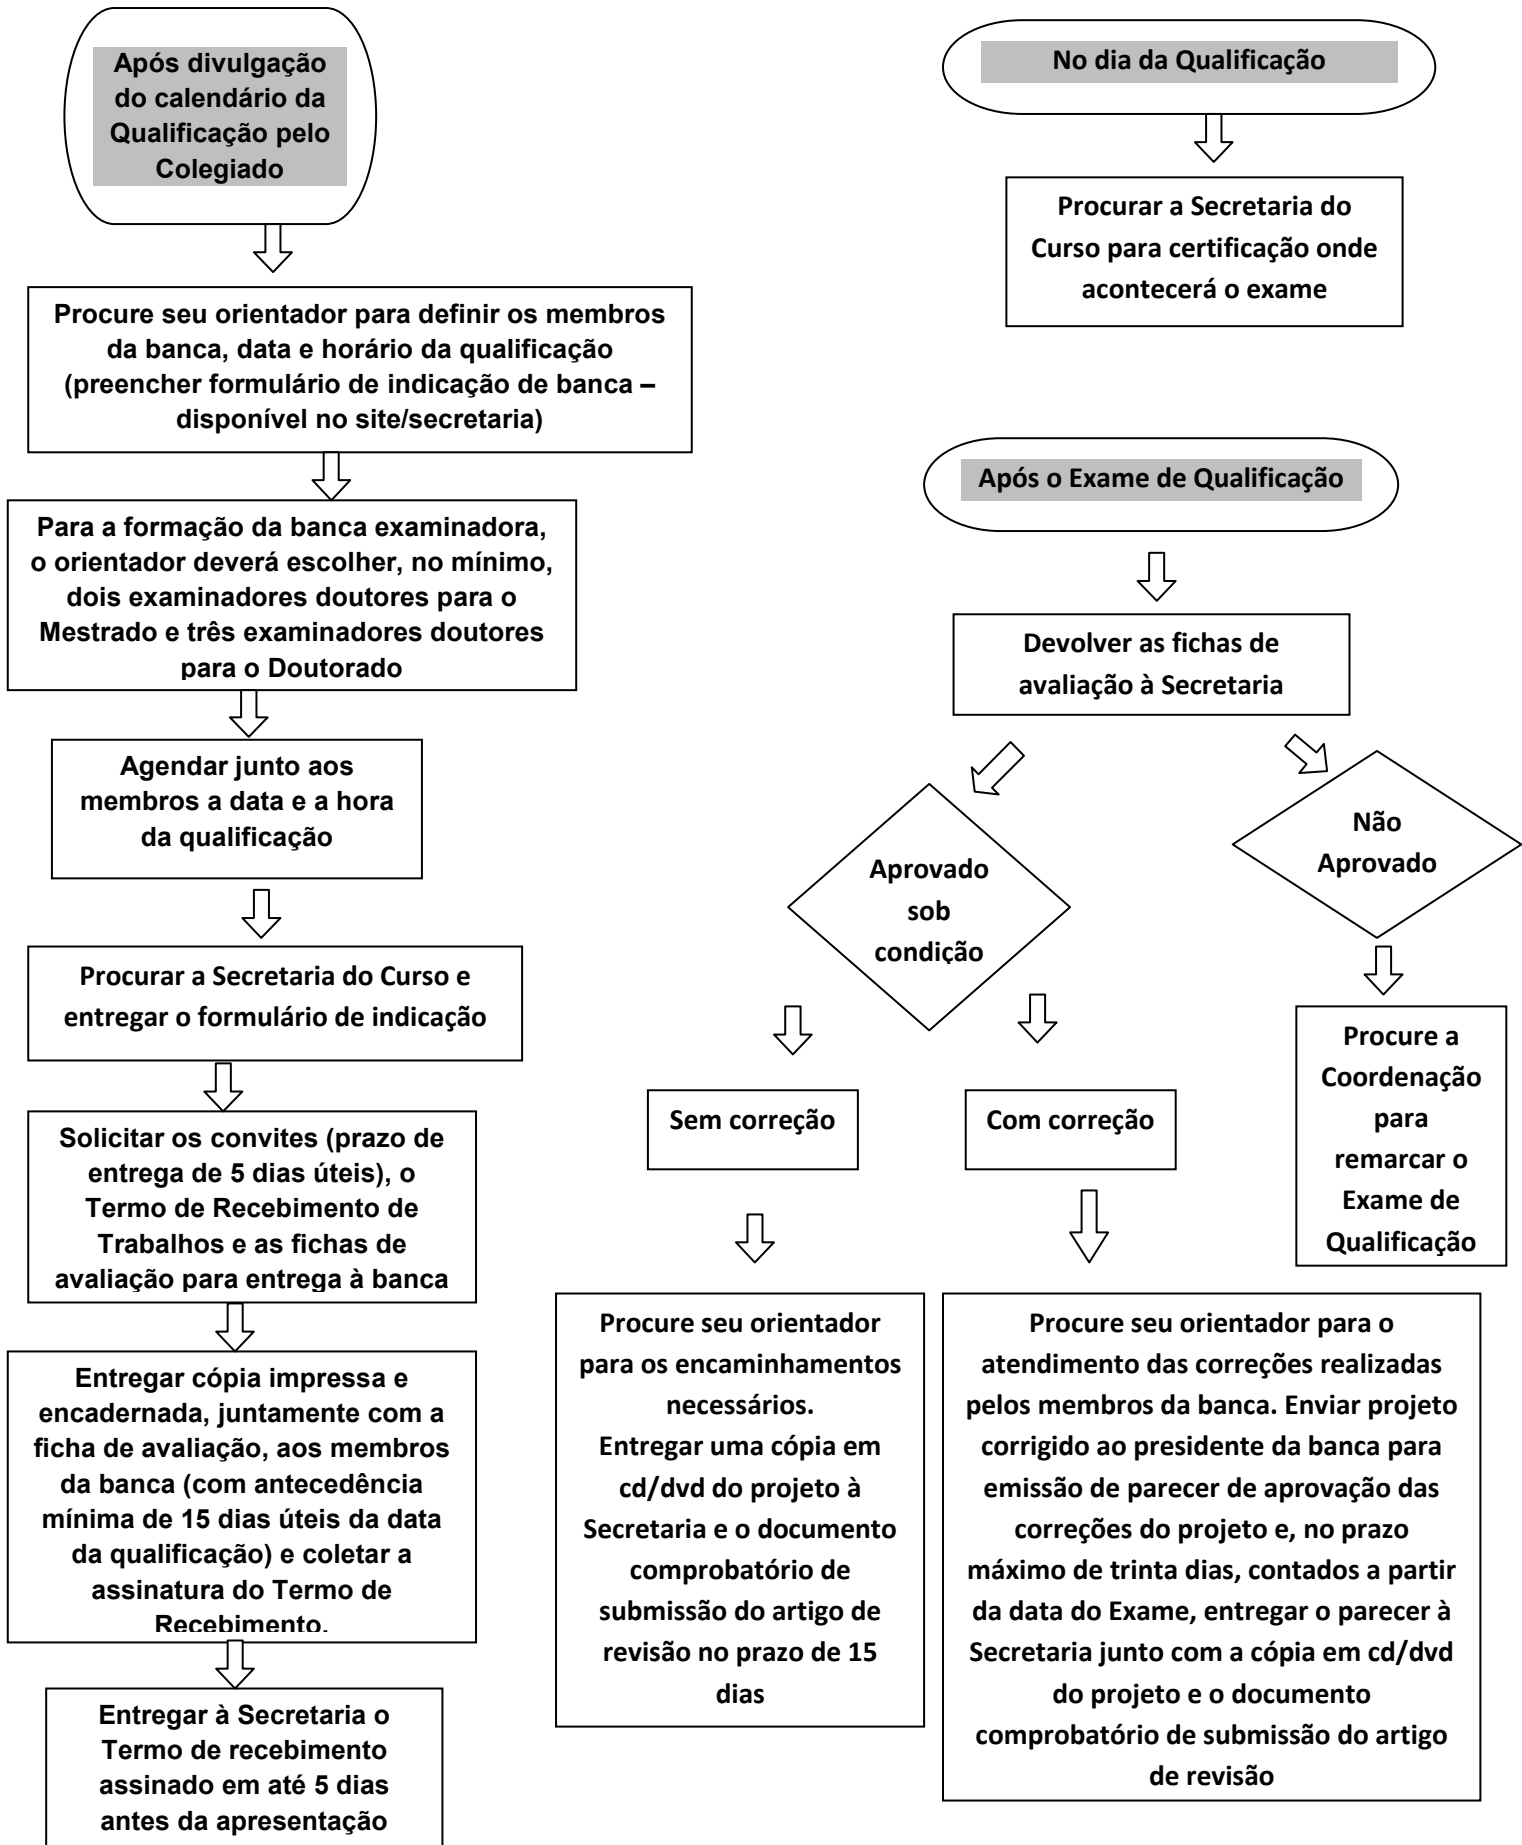 Após divulgação
do calendário da
Qualificação pelo
Colegiado
Procure seu orientador para definir os membros
da banca, data e horário da qualificação
(preencher formulário de indicação de banca –
disponível no site/secretaria)
Para a formação da banca examinadora,
o orientador deverá escolher, no mínimo,
dois examinadores doutores para o
Mestrado e três examinadores doutores
para o Doutorado
Agendar junto aos
membros a data e a hora
da qualificação
Procurar a Secretaria do Curso e
entregar o formulário de indicação
Solicitar os convites (prazo de
entrega de 5 dias úteis), o
Termo de Recebimento de
Trabalhos e as fichas de
avaliação para entrega à banca
Entregar cópia impressa e
encadernada, juntamente com a
ficha de avaliação, aos membros
da banca (com antecedência
mínima de 15 dias úteis da data
da qualificação) e coletar a
assinatura do Termo de
Recebimento.
Entregar à Secretaria o
Termo de recebimento
assinado em até 5 dias
antes da apresentação
No dia da Qualificação
Procurar a Secretaria do
Curso para certificação onde
acontecerá o exame
Após o Exame de Qualificação
Devolver as fichas de
avaliação à Secretaria
Aprovado
sob
condição
Não
Aprovado
Sem correção
Com correção
Procure a
Coordenação
para
remarcar o
Exame de
Qualificação
Procure seu orientador
para os encaminhamentos
necessários.
Entregar uma cópia em
cd/dvd do projeto à
Secretaria e o documento
comprobatório de
submissão do artigo de
revisão no prazo de 15
dias
Procure seu orientador para o
atendimento das correções realizadas
pelos membros da banca. Enviar projeto
corrigido ao presidente da banca para
emissão de parecer de aprovação das
correções do projeto e, no prazo
máximo de trinta dias, contados a partir
da data do Exame, entregar o parecer à
Secretaria junto com a cópia em cd/dvd
do projeto e o documento
comprobatório de submissão do artigo
de revisão